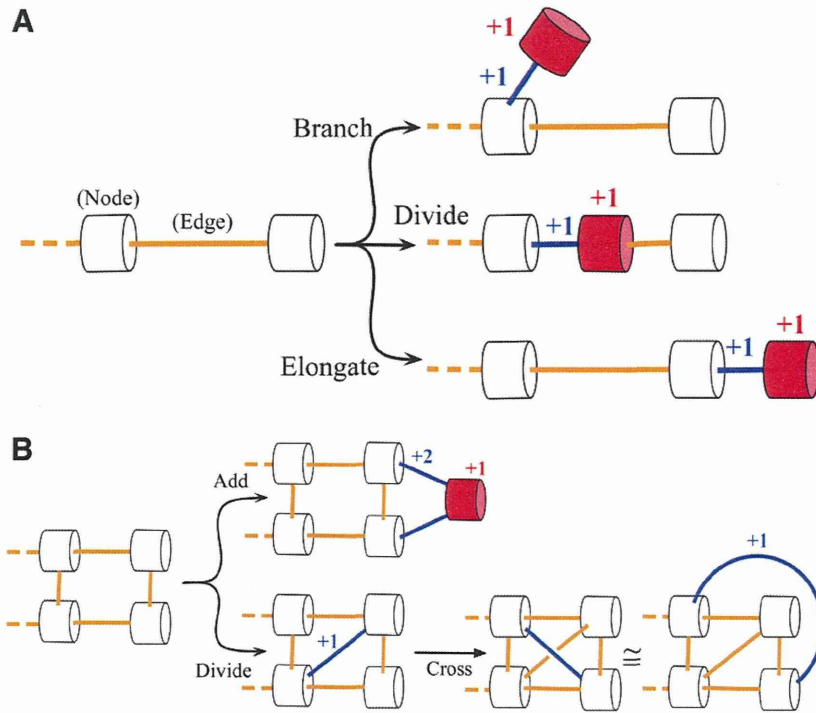 A
+1
+1
Branch
(Node)
(Edge)
Divide
+1
+1
Elongate
+1
+1
B
Add
+2
+1
Divide
+1
Cross
≅
+1